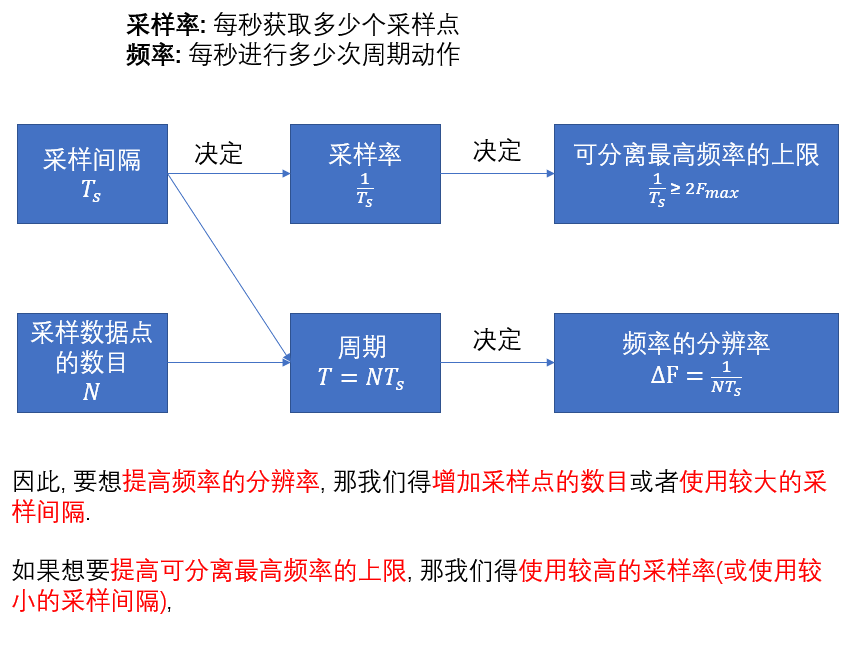 采样率: 每秒获取多少个采样点
频率: 每秒进行多少次周期动作
采样间隔
$T_s$
决定
采样率
$\frac{1}{T_s}$
决定
可分离最高频率的上限
$\frac{1}{T_s} \geq 2F_{max}$
采样数据点
的数目
$N$
周期
$T = NT_s$
决定
频率的分辨率
$\Delta F = \frac{1}{NT_s}$
因此, 要想提高频率的分辨率, 那我们得增加采样点的数目或者使用较大的采
样间隔.
如果想要提高可分离最高频率的上限, 那我们得使用较高的采样率(或使用较
小的采样间隔),